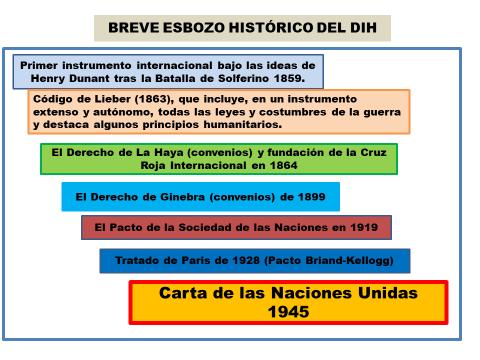 BREVE ESBOZO HISTÓRICO DEL DIH
Primer instrumento internacional bajo las ideas de
Henry Dunant tras la Batalla de Solferino 1859.
Código de Lieber (1863), que incluye, en un instrumento
extenso y autónomo, todas las leyes y costumbres de la guerra
y destaca algunos principios humanitarios.
El Derecho de La Haya (convenios) y fundación de la Cruz
Roja Internacional en 1864
El Derecho de Ginebra (convenios) de 1899
El Pacto de la Sociedad de las Naciones en 1919
Tratado de Paris de 1928 (Pacto Briand-Kellogg)
Carta de las Naciones Unidas
1945